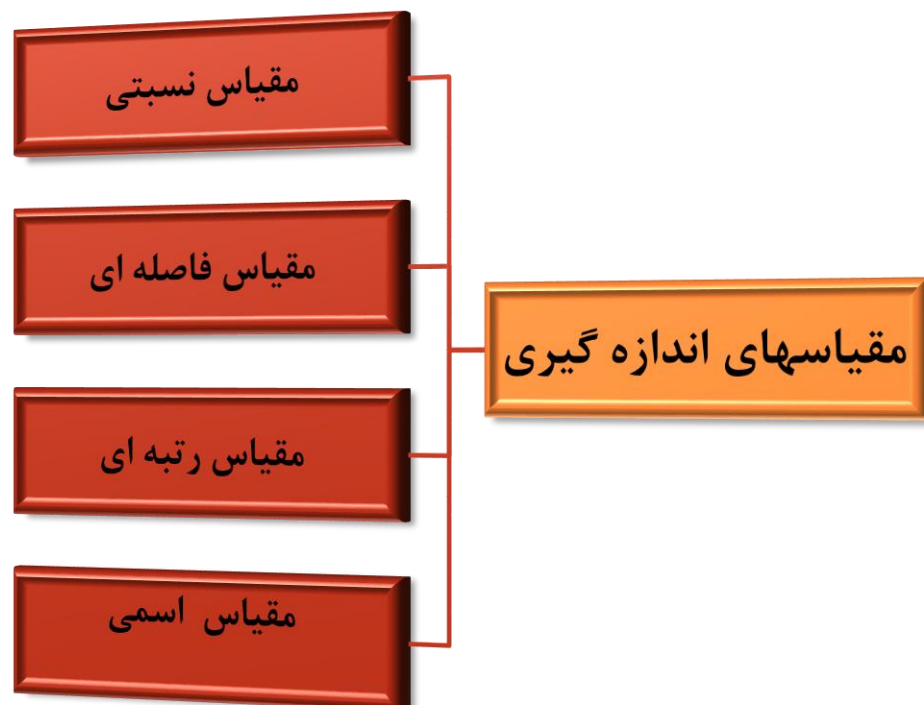 مقیاسهای اندازه گیری
مقیاس نسبتی
مقیاس فاصله ای
مقیاس رتبه ای
مقیاس اسمی